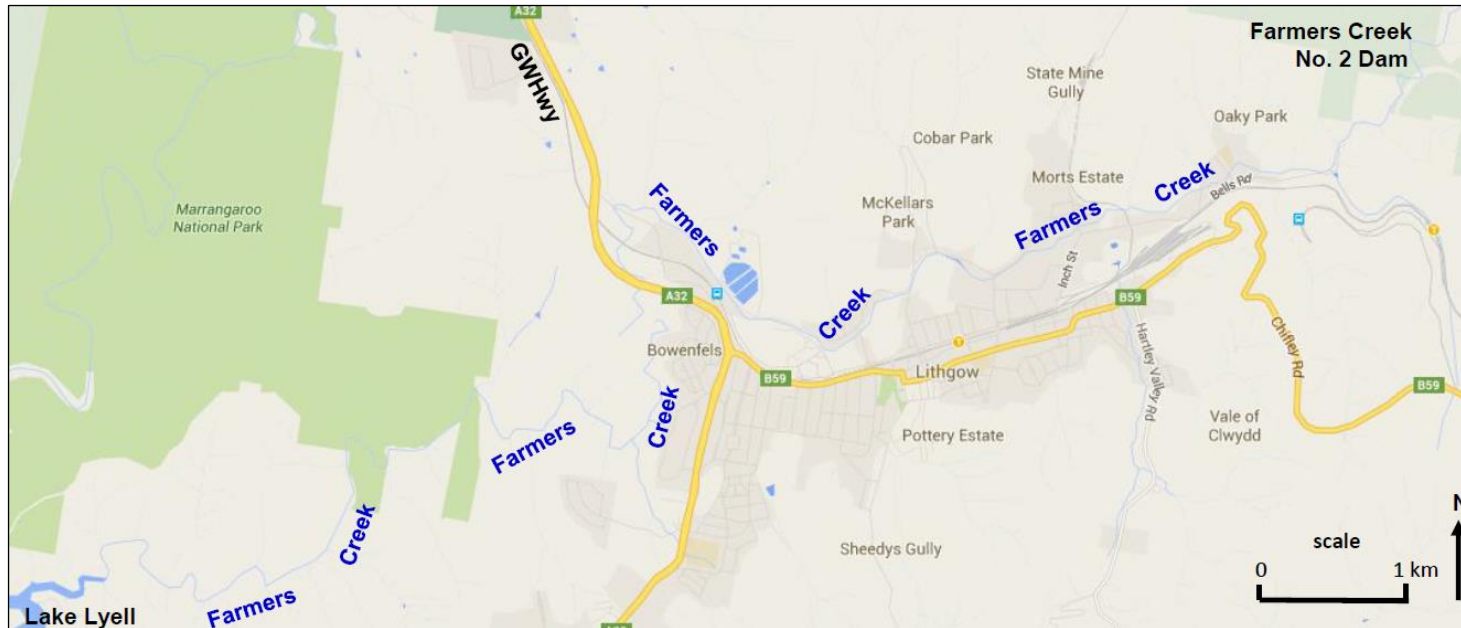 A32
GWHwy
Farmers Creek
No. 2 Dam
State Mine
Gully
Oaky Park
Cobar Park
Morts Estate
Creek
Bells Rd
Marrangaroo
National Park
Farmers
McKellars
Park
Farmers
Inch St
A32
Creek
B59
Chifley Rd
Bowenfels
B59
Lithgow
Hartley Valley Rd
B59
Creek
Farmers
Pottery Estate
Vale of
Clwydd
Creek
Sheedys Gully
N
scale
0 1 km
Farmers
Lake Lyell